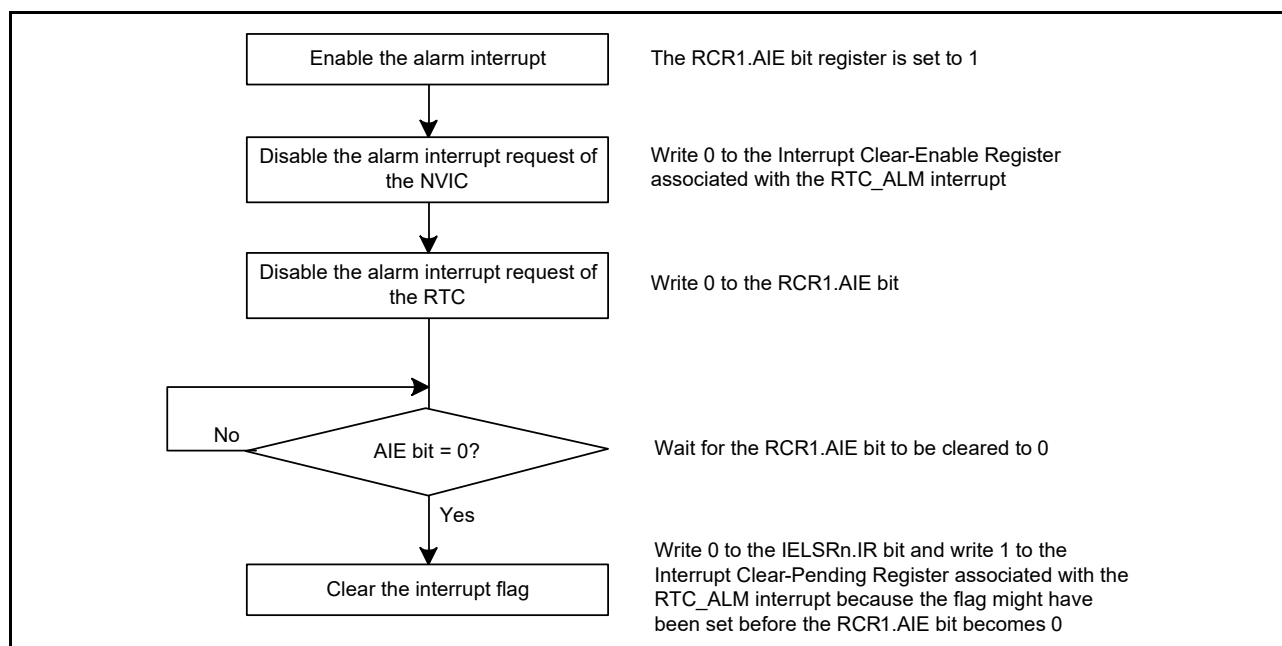 Enable the alarm interrupt
The RCR1.AIE bit register is set to 1
Disable the alarm interrupt request of
the NVIC
Write 0 to the Interrupt Clear-Enable Register
associated with the RTC_ALM interrupt
Disable the alarm interrupt request of
the RTC
Write 0 to the RCR1.AIE bit
No
AIE bit = 0?
Wait for the RCR1.AIE bit to be cleared to 0
Yes
Clear the interrupt flag
Write 0 to the IELSRn.IR bit and write 1 to the
Interrupt Clear-Pending Register associated with the
RTC_ALM interrupt because the flag might have
been set before the RCR1.AIE bit becomes 0